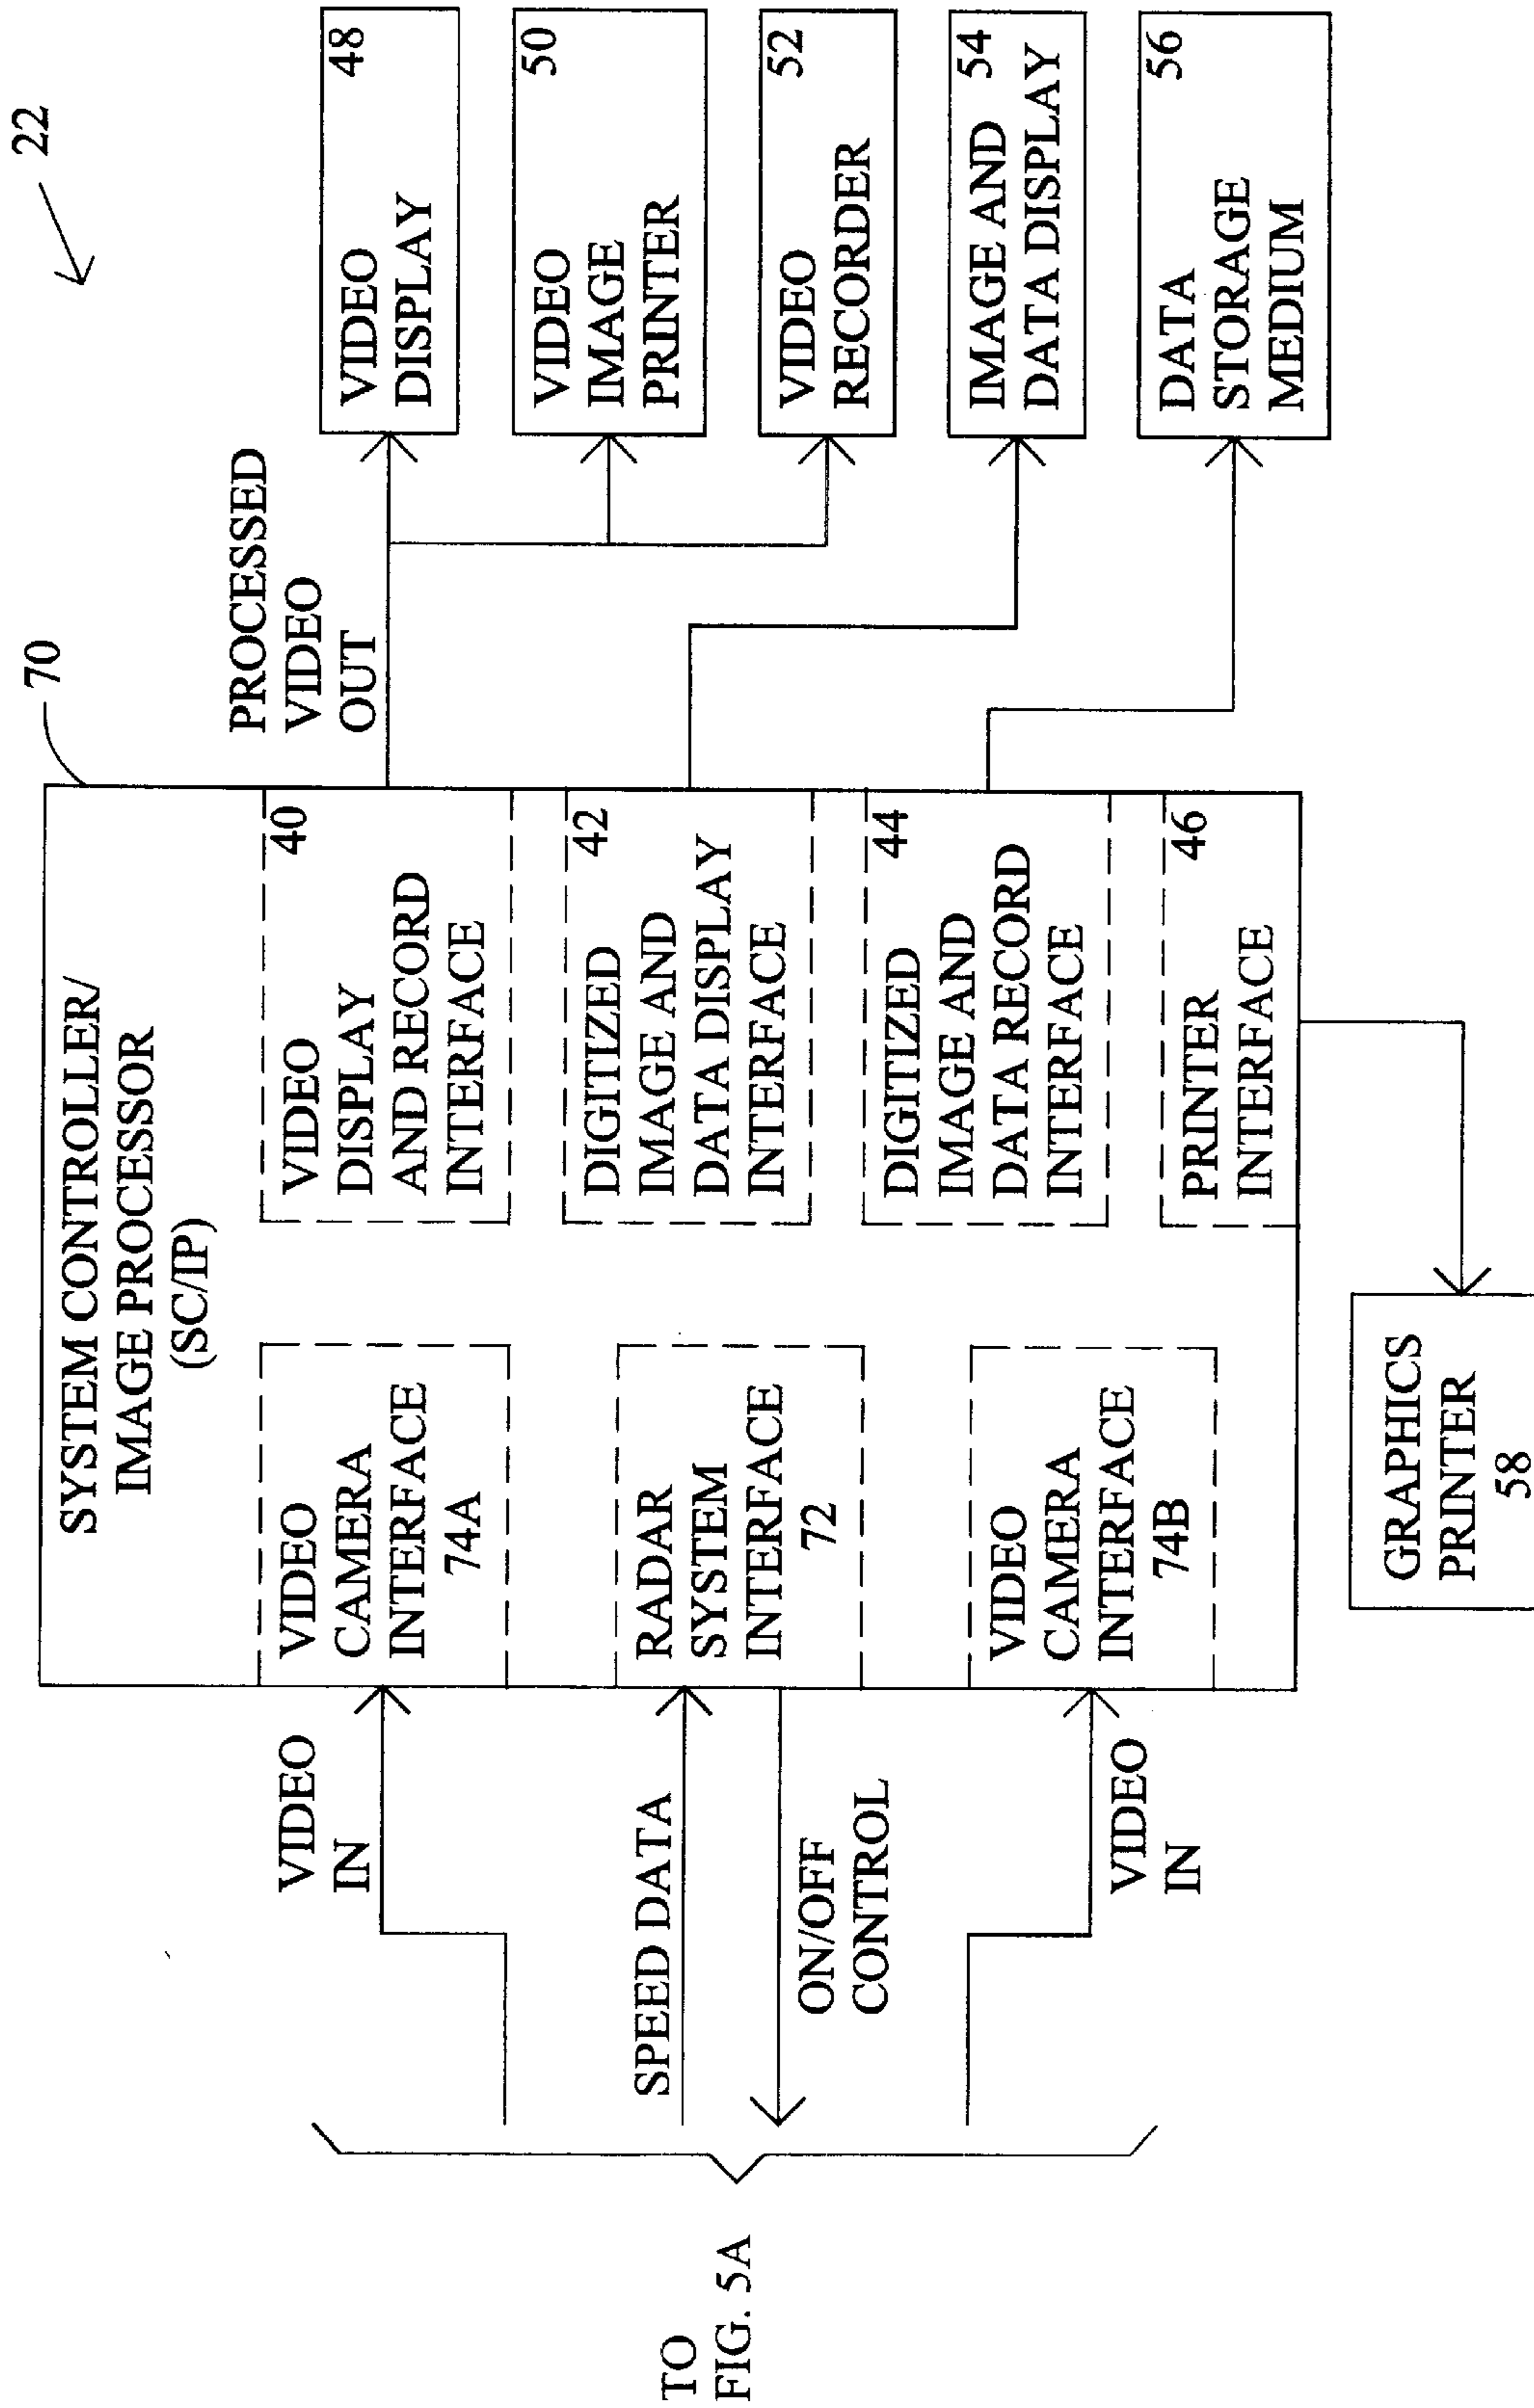 22
70
SYSTEM CONTROLLER/
IMAGE PROCESSOR
(SC/IP)
VIDEO
IN
VIDEO
CAMERA
INTERFACE
74A
SPEED DATA
RADAR
SYSTEM
INTERFACE
72
ON/OFF
CONTROL
VIDEO
IN
VIDEO
CAMERA
INTERFACE
74B
TO
FIG. 5A
40
VIDEO
DISPLAY
AND RECORD
INTERFACE
42
DIGITIZED
IMAGE AND
DATA DISPLAY
INTERFACE
44
DIGITIZED
IMAGE AND
DATA RECORD
INTERFACE
46
PRINTER
INTERFACE
PROCESSED
VIDEO
OUT
48
VIDEO
DISPLAY
50
VIDEO
IMAGE
PRINTER
52
VIDEO
RECORDER
54
IMAGE AND
DATA DISPLAY
56
DATA
STORAGE
MEDIUM
GRAPHICS
PRINTER
58